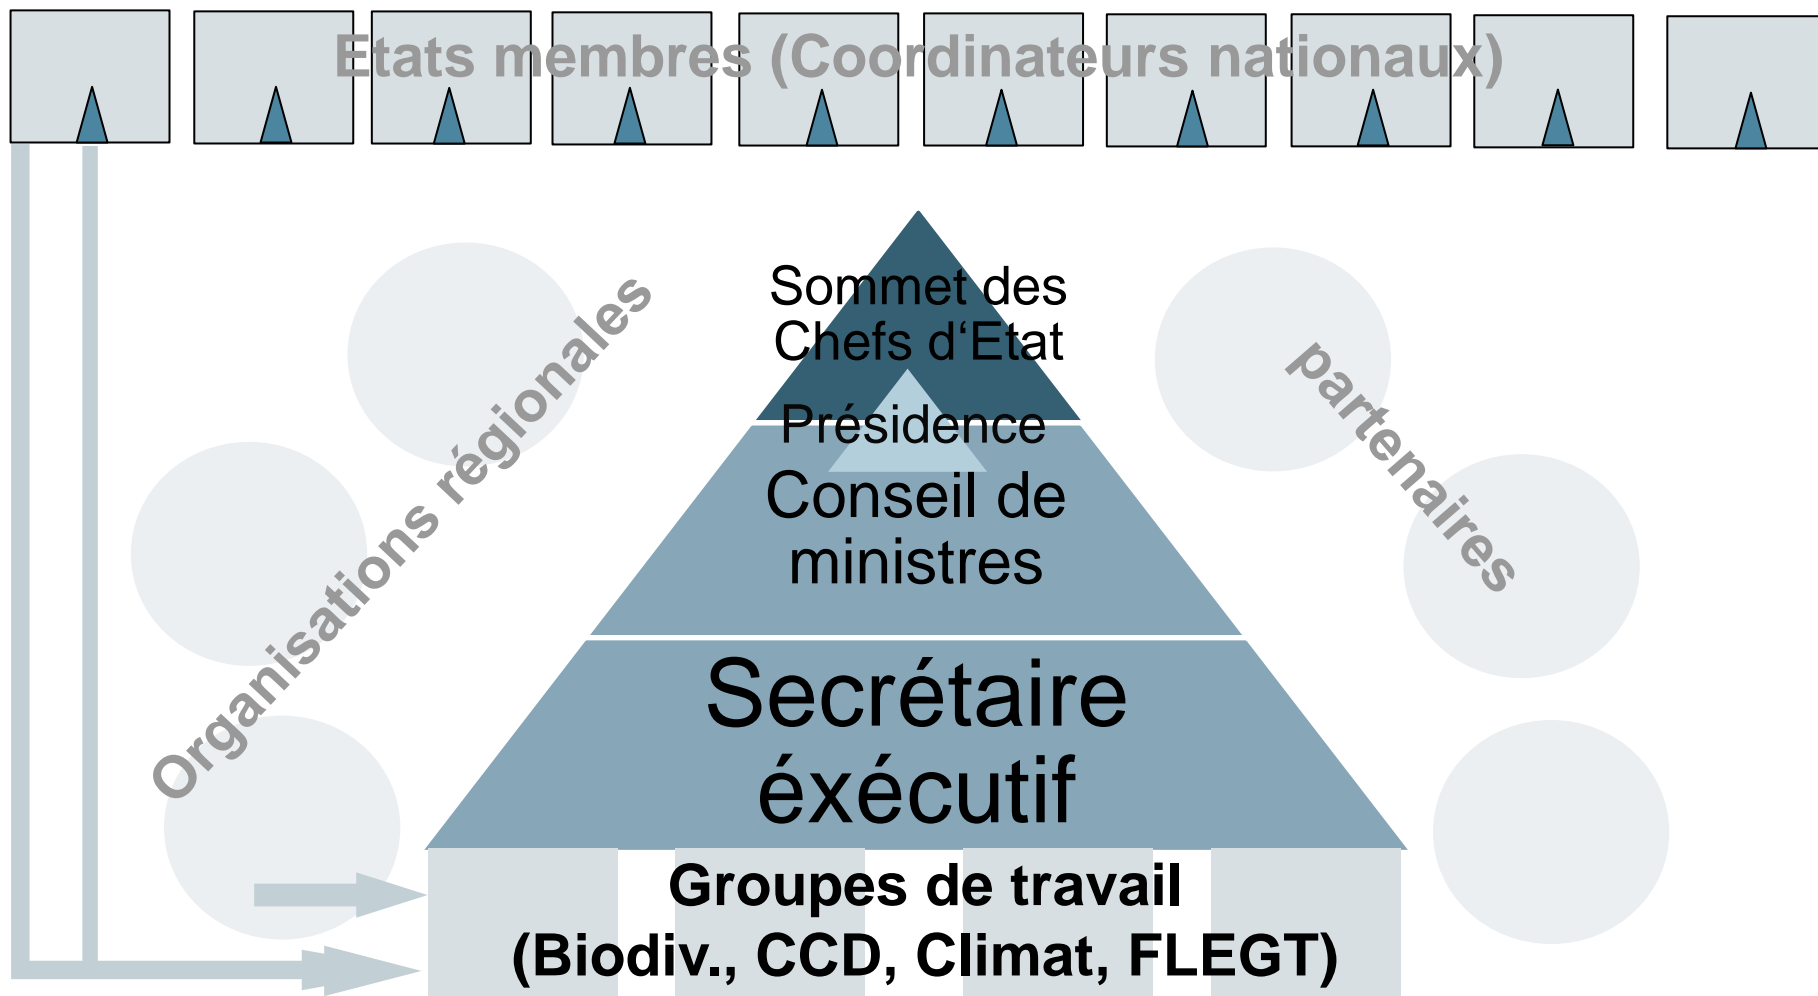 Etats membres (Coordinateurs nationaux)
Sommet des
Chefs d‘Etat
Présidence
Conseil de
ministres
Organisations régionales
partenaires
Secrétaire
éxécutif
Groupes de travail
(Biodiv., CCD, Climat, FLEGT)